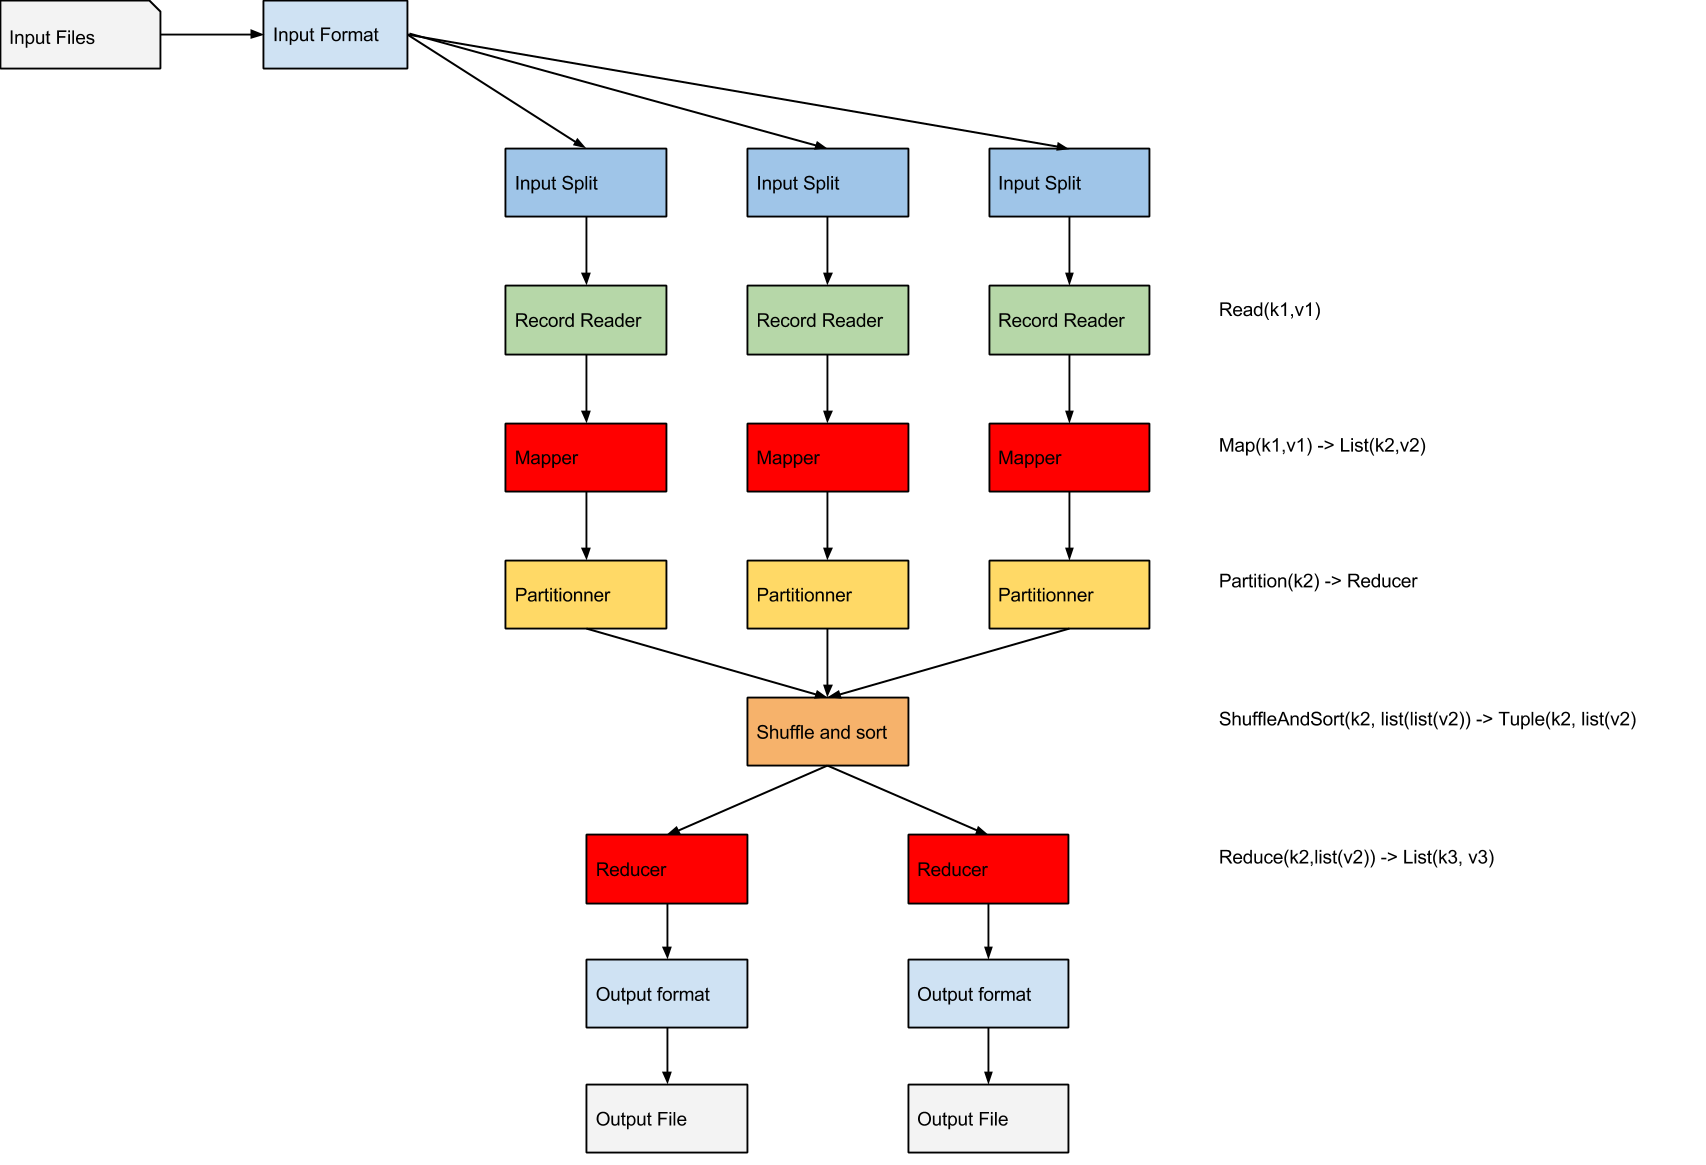 Input Files
Input Format
Input Split
Input Split
Input Split
Record Reader
Record Reader
Record Reader
Read(k1,v1)
Mapper
Mapper
Mapper
Map(k1,v1) -> List(k2,v2)
Partitionner
Partitionner
Partitionner
Partition(k2) -> Reducer
Shuffle and sort
ShuffleAndSort(k2, list(list(v2)) -> Tuple(k2, list(v2)
Reducer
Reducer
Reduce(k2,list(v2)) -> List(k3, v3)
Output format
Output format
Output File
Output File